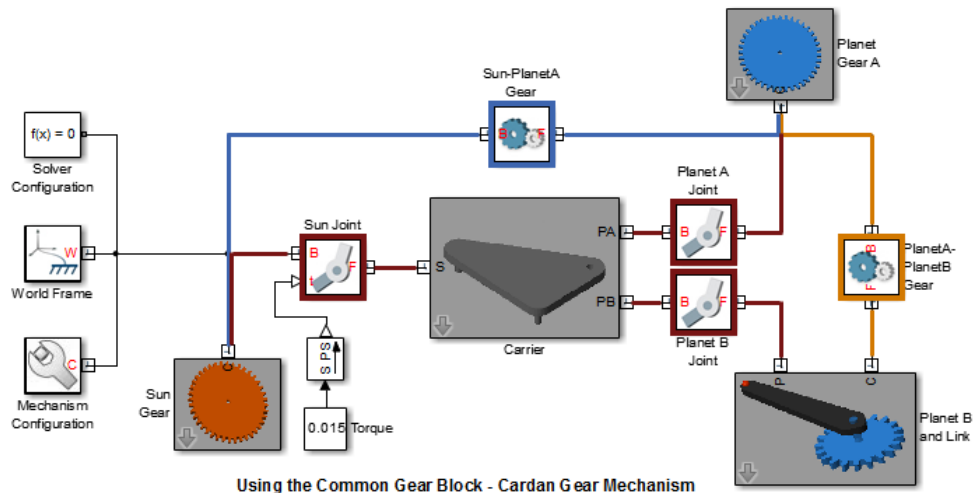 Planet
Gear A
Sun-PlanetA
Gear
B F
f(x) = 0
Solver
Configuration
Planet A
Joint
Sun Joint
W
World Frame
B
t
F
S
PA
PB
Carrier
B F
B F
Planet B
Joint
B
F
PlanetA-
PlanetB
Gear
C
Mechanism
Configuration
C
Sun
Gear
S PS
0.015
Torque
P
C
Planet B
and Link
Using the Common Gear Block - Cardan Gear Mechanism